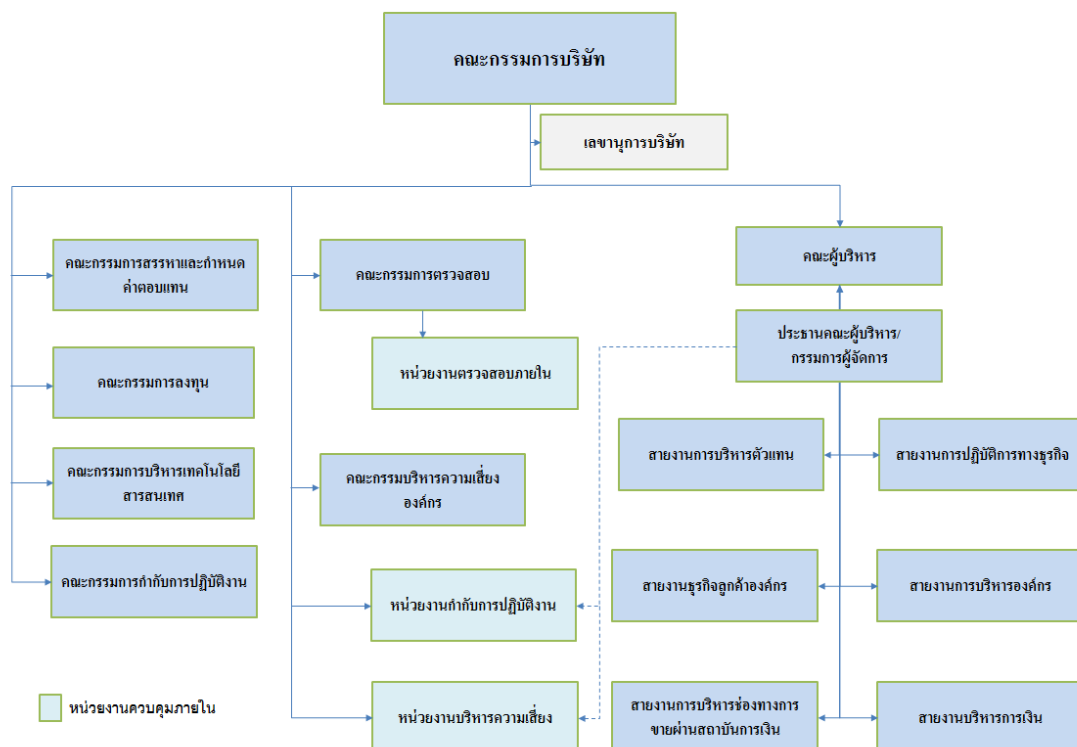 คณะกรรมการบริษัท
เลขานุการบริษัท
คณะกรรมการสรรหาและกำหนด
ค่าตอบแทน
คณะกรรมการลงทุน
คณะกรรมการบริหารเทคโนโลยี
สารสนเทศ
คณะกรรมการกำกับการปฏิบัติงาน
คณะกรรมการตรวจสอบ
หน่วยงานตรวจสอบภายใน
คณะกรรมบริหารความเสี่ยง
องค์กร
หน่วยงานกำกับการปฏิบัติงาน
หน่วยงานบริหารความเสี่ยง
คณะผู้บริหาร
ประธานคณะผู้บริหาร/
กรรมการผู้จัดการ
สายงานการบริหารตัวแทน
สายงานการปฏิบัติการทางธุรกิจ
สายงานธุรกิจลูกค้าองค์กร
สายงานการบริหารองค์กร
สายงานการบริหารช่องทางการ
ขายผ่านสถาบันการเงิน
สายงานบริหารการเงิน
หน่วยงานควบคุมภายใน